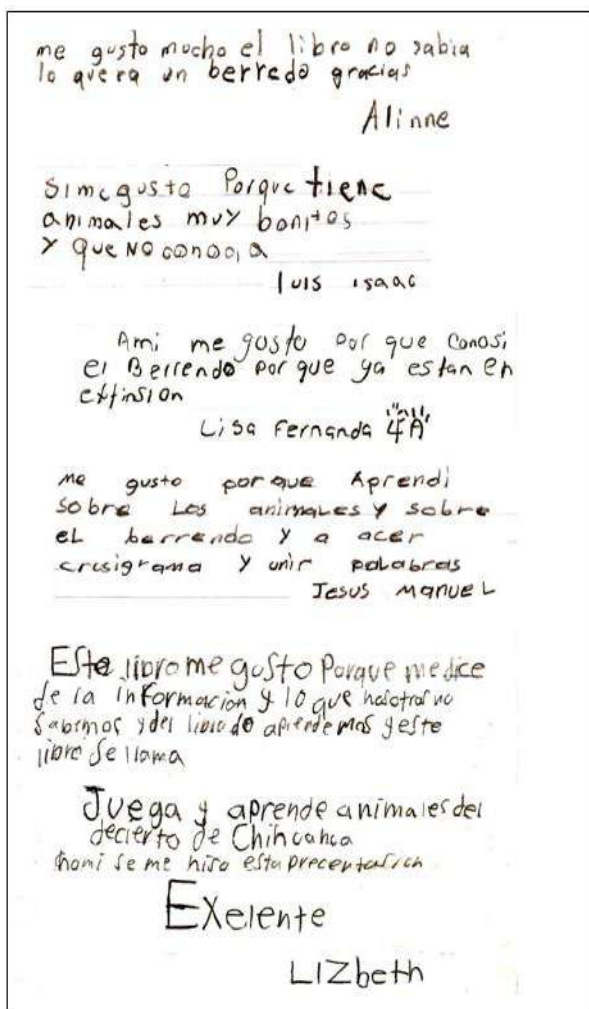 me gusto mucho el libro no sabia
lo que ra un berredo gracias
Alinne
Si me gusto Porque tiene
animales muy bonitos
Y que NO conocia
luis isaac
Ami me gusto por que conosi
el Berrendo por que ya estan en
extinsion
Lisa Fernanda 4A
me gusto porque Aprendi
sobre Los animales y sobre
eL berrendo y a acer
crusigrama y unir palabras
Jesus ManueL
Este libro me gusto Porque me dice
de la informacion y lo que nosotros no
sabemos y del libro aprendemos y este
libro se llama
Juega y aprende animales del
decierto de Chihuahua
se me hiso esta precentasion
Exelente
LIZbeth